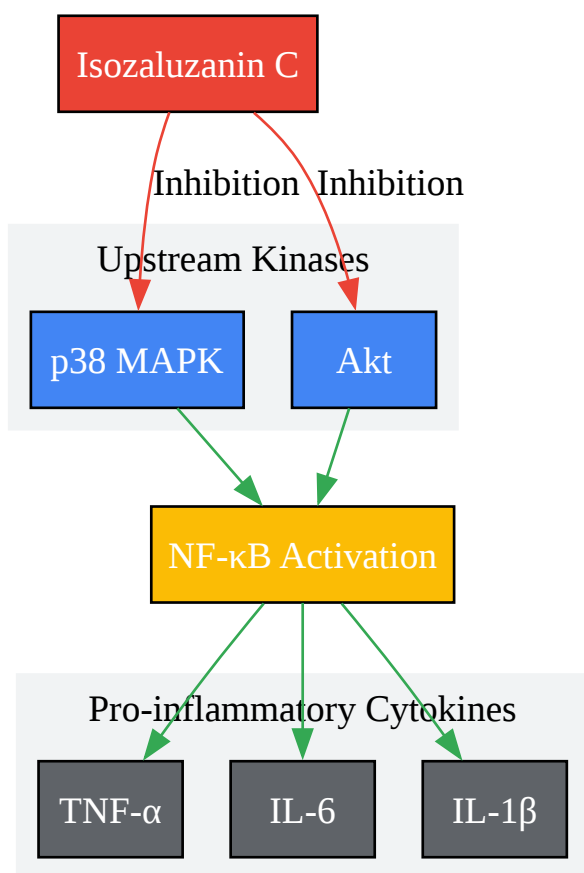 Isozaluzanin C
Inhibition Inhibition
Upstream Kinases
p38 MAPK
Akt
NF-κB Activation
Pro-inflammatory Cytokines
TNF-α
IL-6
IL-1β